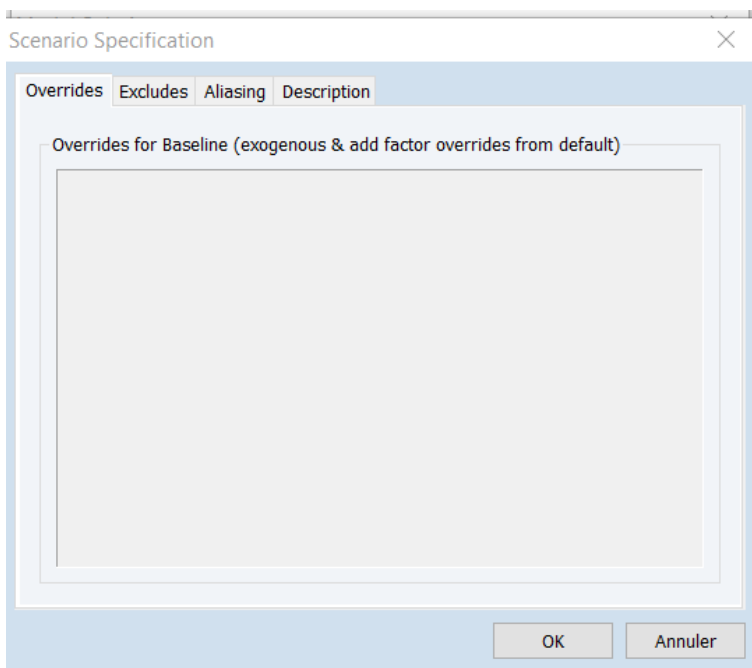 Scenario Specification
Overrides Excludes Aliasing Description
Overrides for Baseline (exogenous & add factor overrides from default)
OK Annuler